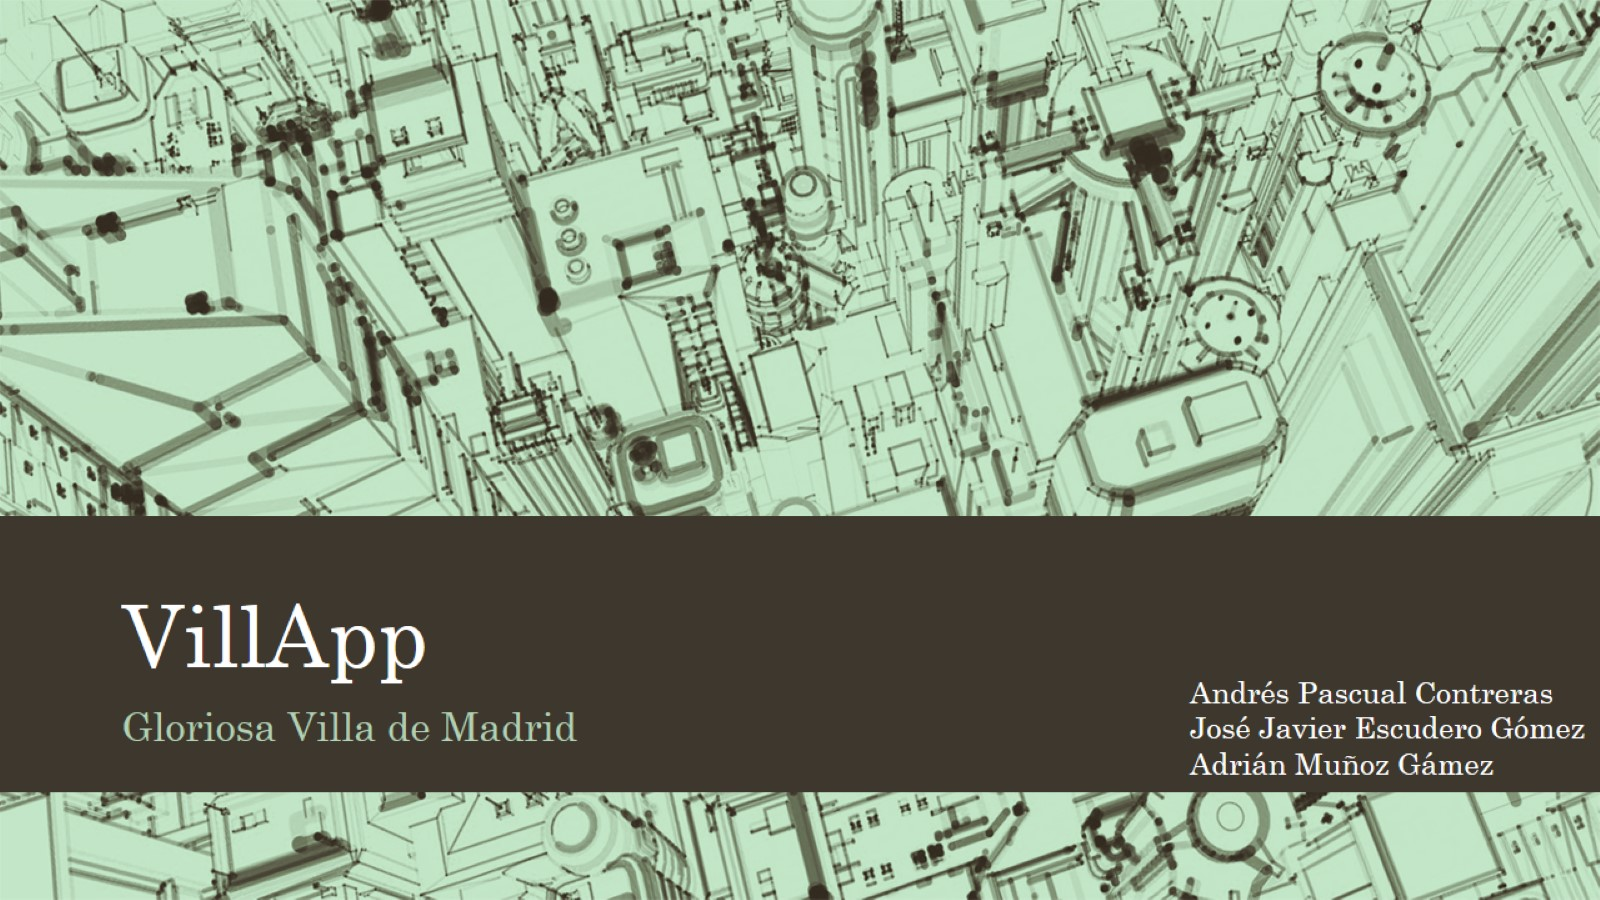 VillApp
Gloriosa Villa de Madrid
Andrés Pascual Contreras
José Javier Escudero Gómez
Adrián Muñoz Gámez